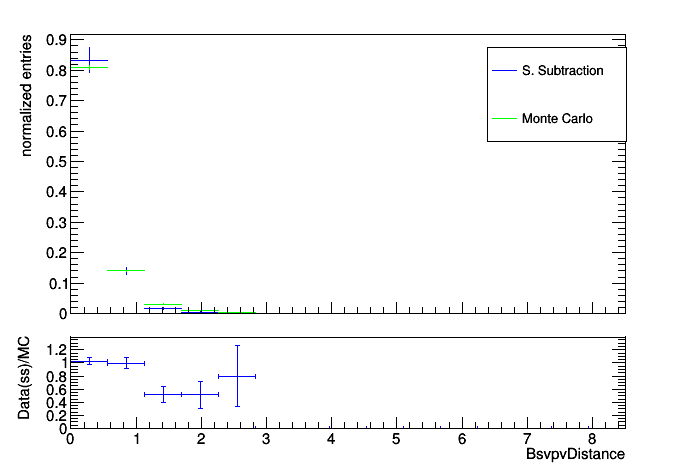 normalized entries
0.9
0.8
0.7
0.6
0.5
0.4
0.3
0.2
0.1
0
S. Subtraction
Monte Carlo
Data(ss)/MC
1.2
1
0.8
0.6
0.4
0.2
0
0 1 2 3 4 5 6 7 8
BsvpvDistance